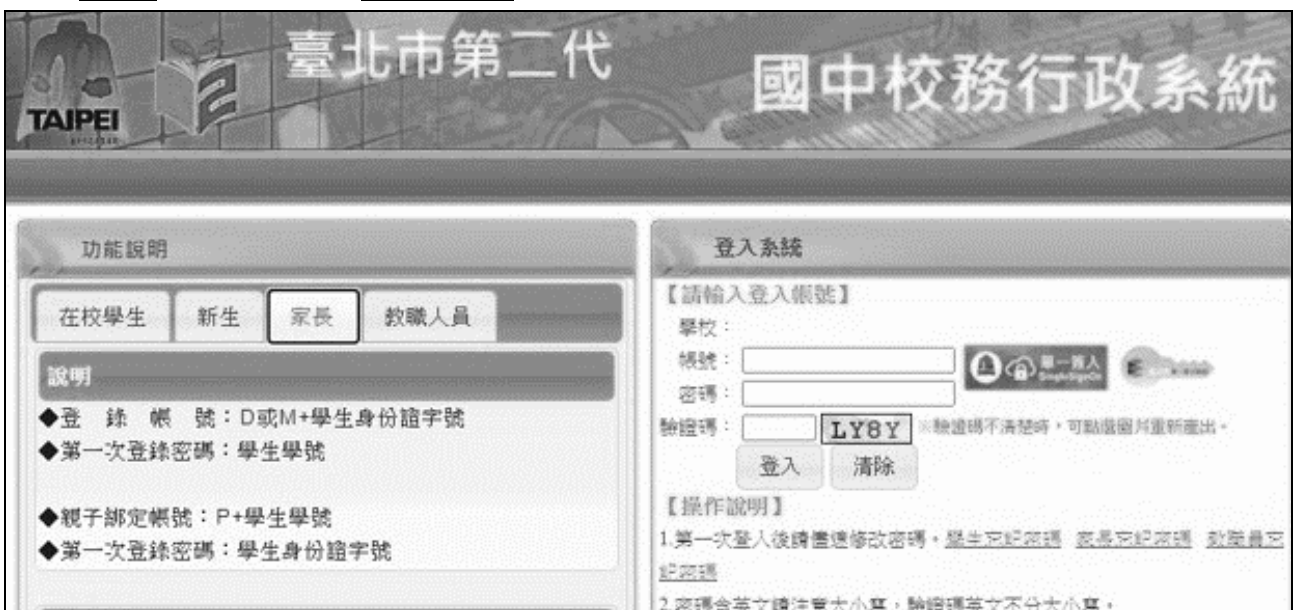 臺北市第二代
國中校務行政系統
TAIPEI
功能說明
登入系統
在校學生 新生 家長 教職人員
說明
◆登 錄 帳 號：D或M+學生身份證字號
◆第一次登錄密碼：學生學號
◆親子綁定帳號：P+學生學號
◆第一次登錄密碼：學生身份證字號
【請輸入登入帳號】
學校：
帳號：
單一簽入
SingleSignOn
密碼：
驗證碼：
LY8Y
※驗證碼不清楚時，可點選圖片重新產出。
登入 清除
【操作說明】
1.第一次登入後請儘速修改密碼。學生忘記密碼 家長忘記密碼 教職員忘
記密碼
2.密碼含英文請注意大小寫，驗證碼英文不分大小寫。